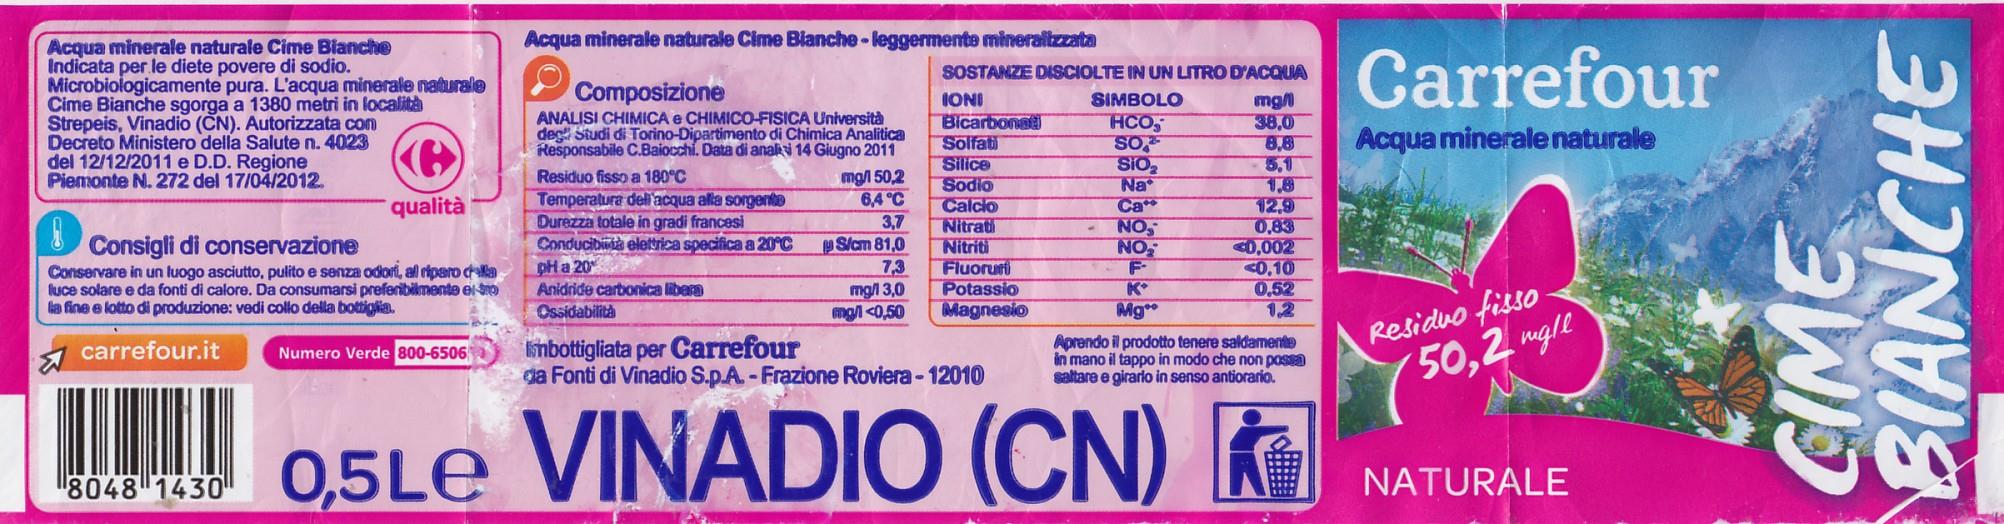 Acqua minerale naturale Cime Bianche
Indicata per le diete povere di sodio.
Microbiologicamente pura. L'acqua minerale naturale
Cime Bianche sgorga a 1380 metri in località
Strepeis, Vinadio (CN). Autorizzata con
Decreto Ministero della Salute n. 4023
del 12/12/2011 e D.D. Regione
Piemonte N. 272 del 17/04/2012.
qualità
Consigli di conservazione
Conservare in un luogo asciutto, pulito e senza odori, al riparo dalla
luce solare e da fonti di calore. Da consumarsi preferibilmente entro
la fine e lotto di produzione: vedi collo della bottiglia.
carrefour.it
Numero Verde 800-6506
8048 1430
0,5L e
Acqua minerale naturale Cime Bianche - leggermente mineralizzata
Composizione
ANALISI CHIMICA e CHIMICO-FISICA Università
degli Studi di Torino-Dipartimento di Chimica Analitica
Responsabile C.Baiocchi. Data di analisi 14 Giugno 2011
Residuo fisso a 180°C mg/l 50,2
Temperatura dell'acqua alla sorgente 6,4 °C
Durezza totale in gradi francesi 3,7
Conducibilità elettrica specifica a 20°C µS/cm 81,0
pH a 20° 7,3
Anidride carbonica libera mg/l 3,0
Ossidabilità mg/l <0,50
SOSTANZE DISCIOLTE IN UN LITRO D'ACQUA
IONI SIMBOLO mg/l
Bicarbonati HCO₃⁻ 38,0
Solfati SO₄²⁻ 8,8
Silice SiO₂ 5,1
Sodio Na⁺ 1,8
Calcio Ca⁺⁺ 12,9
Nitrati NO₃⁻ 0,83
Nitriti NO₂⁻ <0,002
Fluoruri F⁻ <0,10
Potassio K⁺ 0,52
Magnesio Mg⁺⁺ 1,2
Imbottigliata per Carrefour
da Fonti di Vinadio S.p.A. - Frazione Roviera - 12010
Aprendo il prodotto tenere saldamente
in mano il tappo in modo che non possa
saltare e girarlo in senso antiorario.
VINADIO (CN)
Carrefour
Acqua minerale naturale
Residuo fisso
50,2 mg/l
NATURALE
CIME
BIANCHE